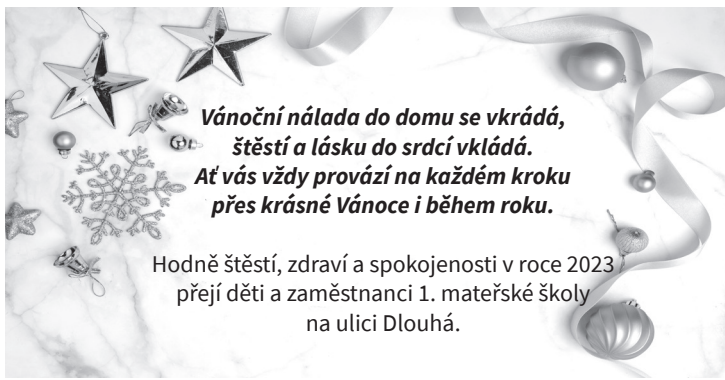 Vánoční nálada do domu se vkrádá,
štěstí a lásku do srdcí vkládá.
Ať vás vždy provází na každém kroku
přes krásné Vánoce i během roku.
Hodně štěstí, zdraví a spokojenosti v roce 2023
přejí děti a zaměstnanci 1. mateřské školy
na ulici Dlouhá.